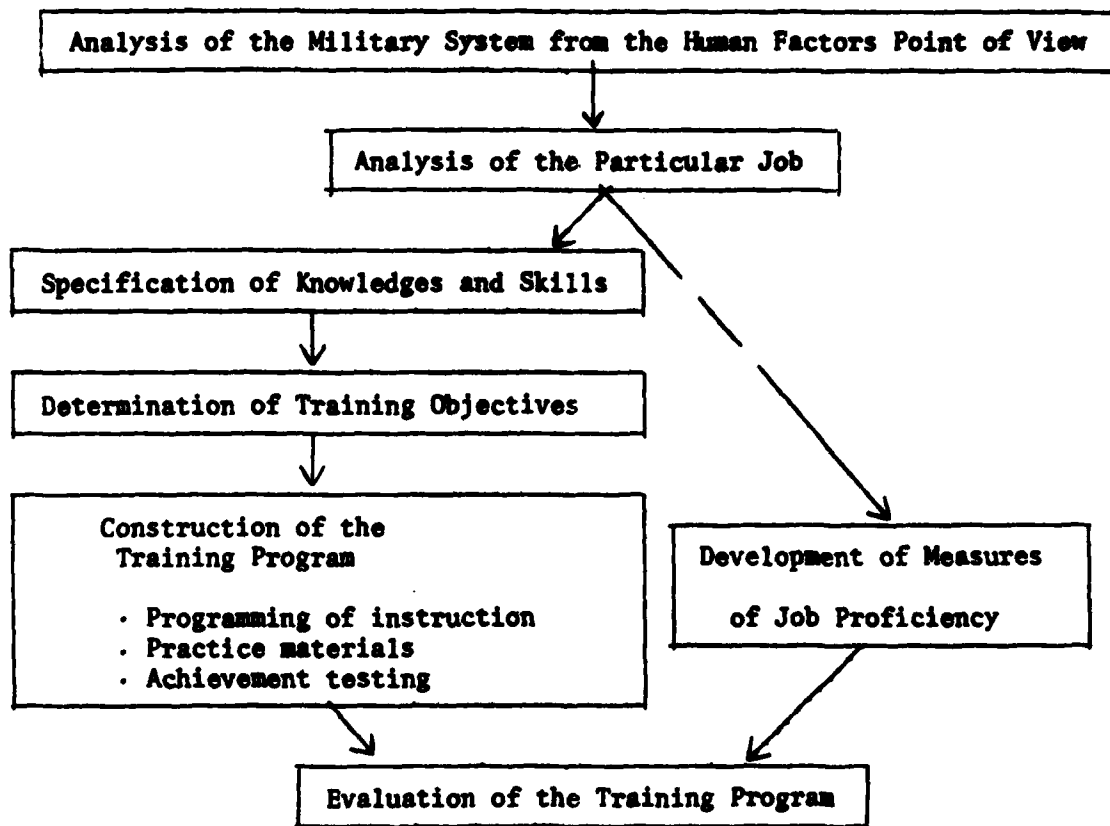 Analysis of the Military System from the Human Factors Point of View
Analysis of the Particular Job
Specification of Knowledges and Skills
Determination of Training Objectives
Construction of the
Training Program
· Programming of instruction
· Practice materials
· Achievement testing
Development of Measures
of Job Proficiency
Evaluation of the Training Program